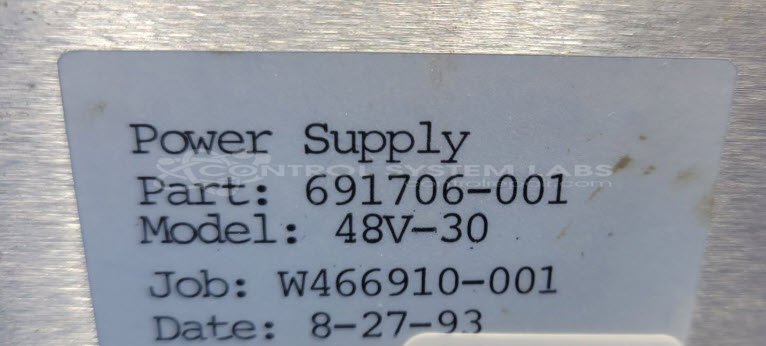 Power Supply
CONTROL SYSTEM LABS
Part: 691706-001
Model: 48V-30
Job: W466910-001
Date: 8-27-93